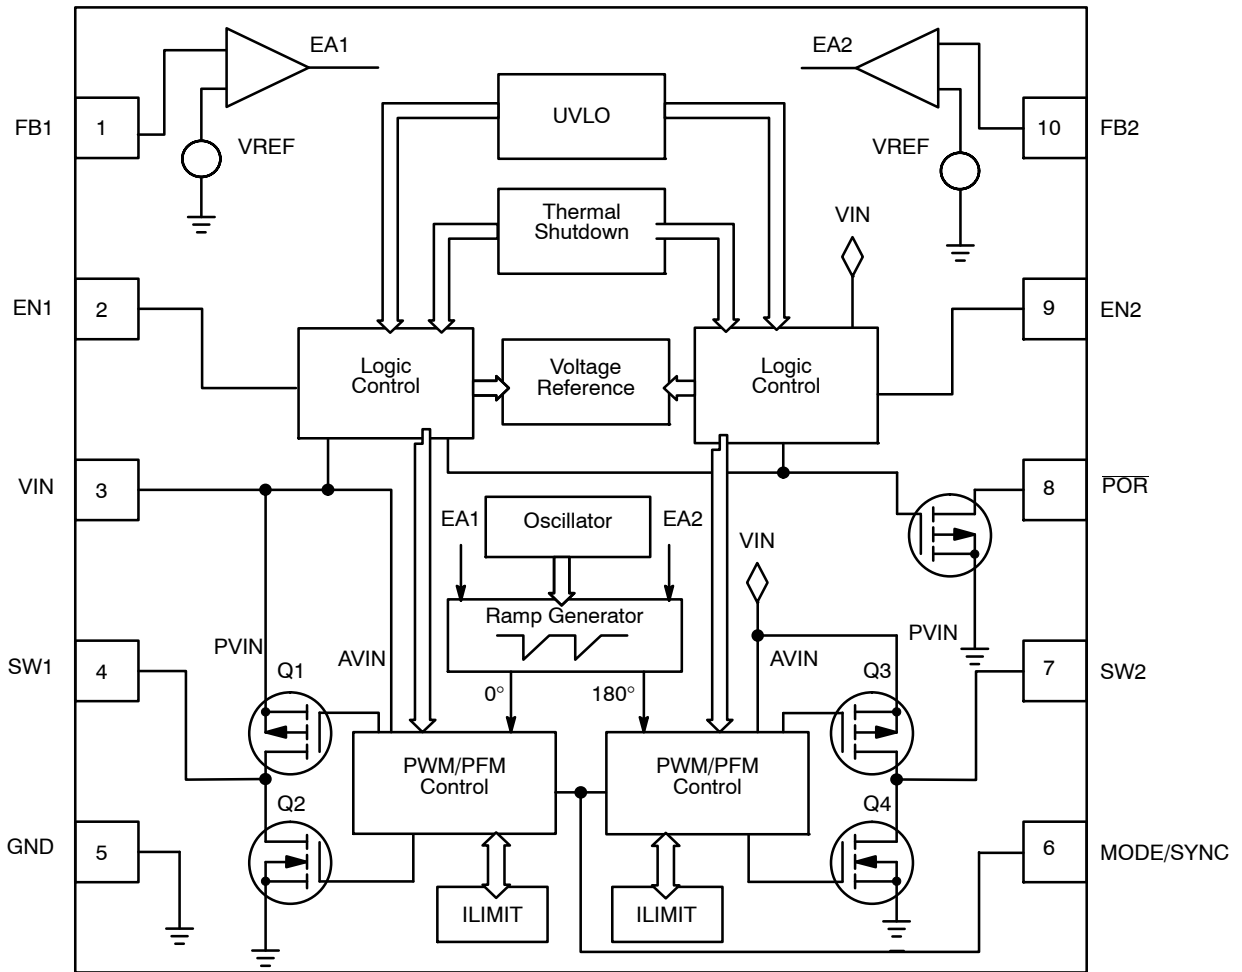 EA1
EA2
UVLO
FB1
1
VREF
VREF
10
FB2
Thermal
Shutdown
VIN
EN1
2
9
EN2
Logic
Control
Voltage
Reference
Logic
Control
VIN
3
8
POR
EA1
Oscillator
EA2
VIN
Ramp Generator
PVIN
AVIN
AVIN
PVIN
SW1
4
Q1
0°
180°
Q3
7
SW2
PWM/PFM
Control
PWM/PFM
Control
Q2
Q4
GND
5
6
MODE/SYNC
ILIMIT
ILIMIT